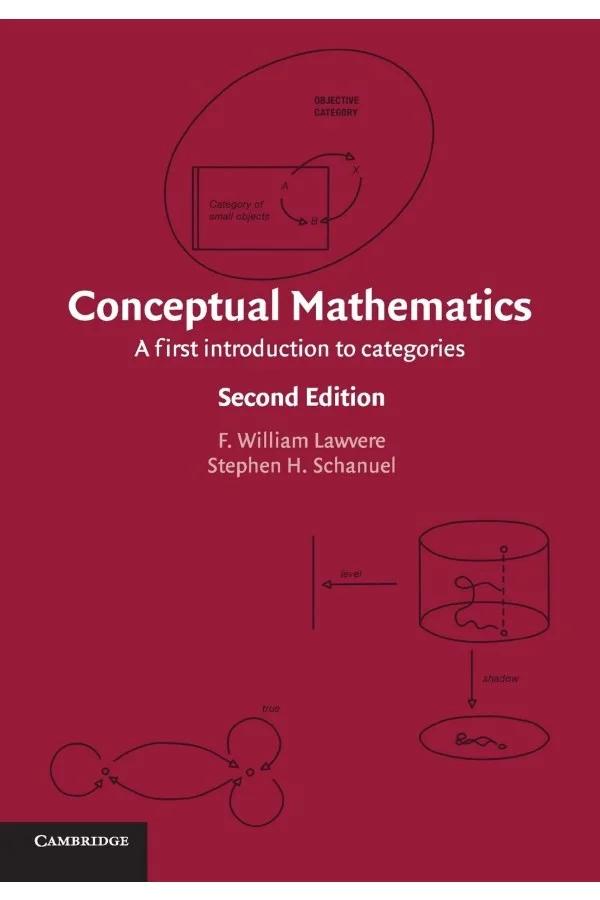 OBJECTIVE
CATEGORY
A
X
Category of
small objects
B
Conceptual Mathematics
A first introduction to categories
Second Edition
F. William Lawvere
Stephen H. Schanuel
level
shadow
true
CAMBRIDGE